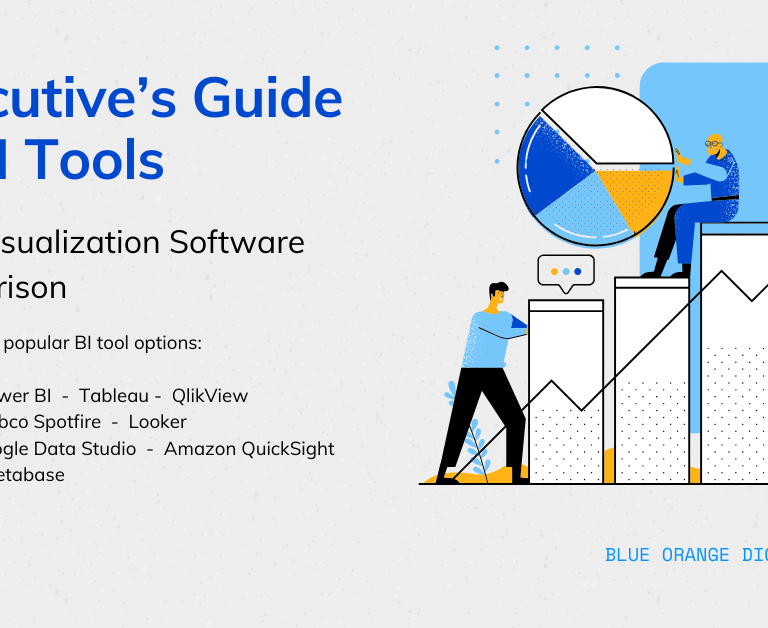 cutive’s Guide
I Tools
sualization Software
rison
popular BI tool options:
wer BI - Tableau - QlikView
bco Spotfire - Looker
ogle Data Studio - Amazon QuickSight
etabase
BLUE ORANGE DIG